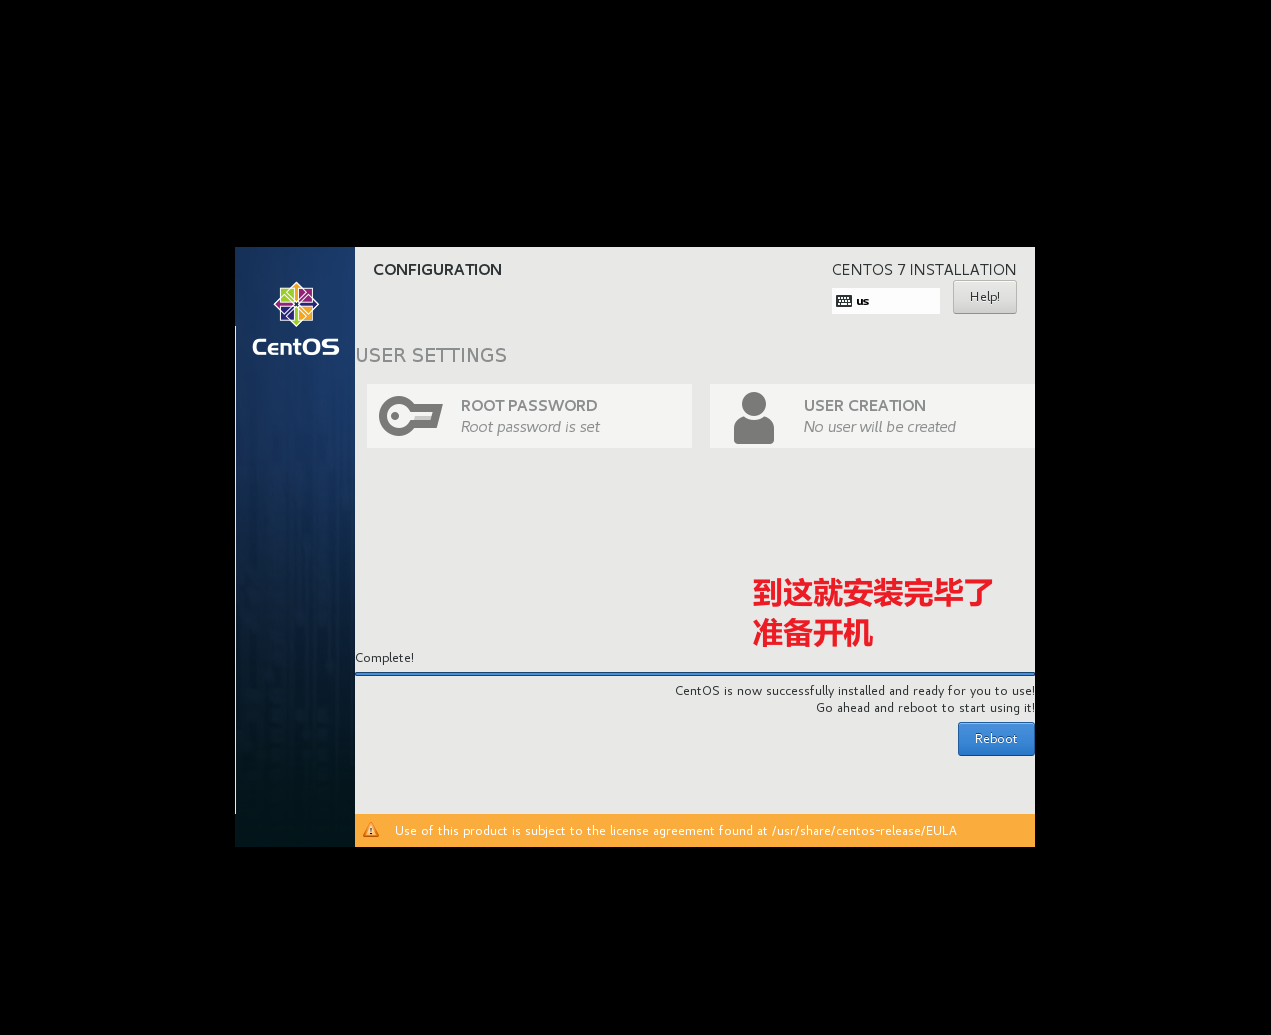 CentOS
CONFIGURATION
CENTOS 7 INSTALLATION
us
Help!
USER SETTINGS
ROOT PASSWORD
Root password is set
USER CREATION
No user will be created
到这就安装完毕了
准备开机
Complete!
CentOS is now successfully installed and ready for you to use!
Go ahead and reboot to start using it!
Reboot
Use of this product is subject to the license agreement found at /usr/share/centos-release/EULA